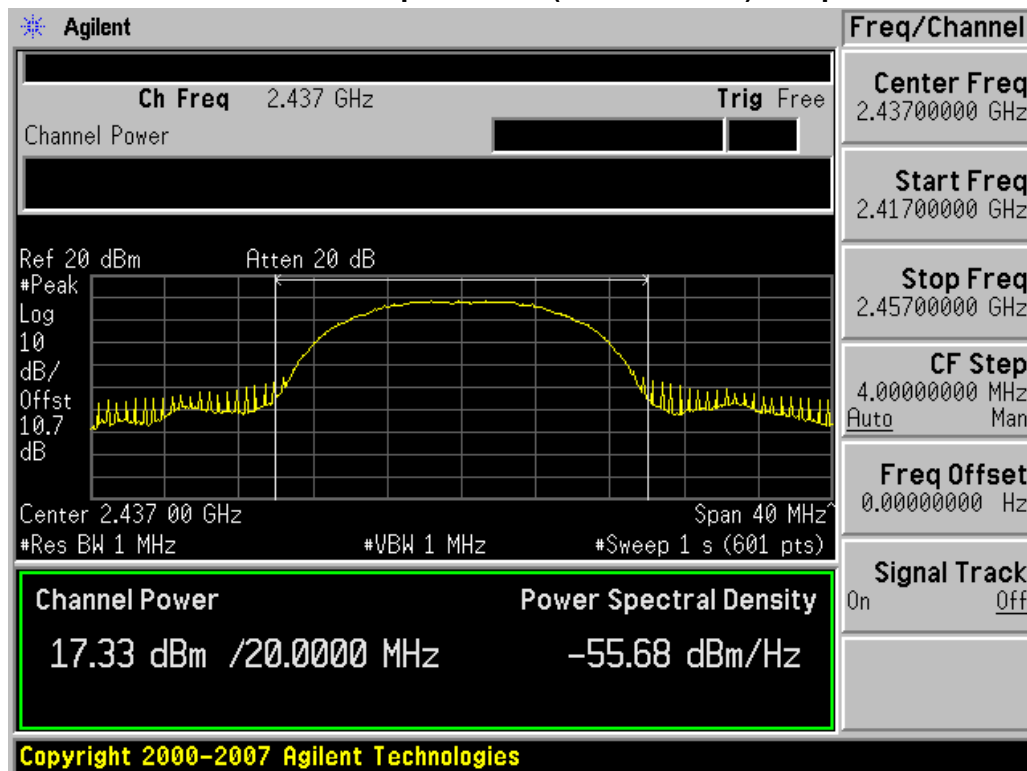 Agilent
Freq/Channel
Ch Freq 2.437 GHz
Trig Free
Channel Power
Ref 20 dBm
Atten 20 dB
#Peak
Log
10
dB/
Offst
10.7
dB
Center 2.437 00 GHz
Span 40 MHz^
#Res BW 1 MHz
#VBW 1 MHz
#Sweep 1 s (601 pts)
Channel Power
Power Spectral Density
17.33 dBm /20.0000 MHz
-55.68 dBm/Hz
Center Freq
2.43700000 GHz
Start Freq
2.41700000 GHz
Stop Freq
2.45700000 GHz
CF Step
4.00000000 MHz
Auto Man
Freq Offset
0.00000000 Hz
Signal Track
On Off
Copyright 2000-2007 Agilent Technologies